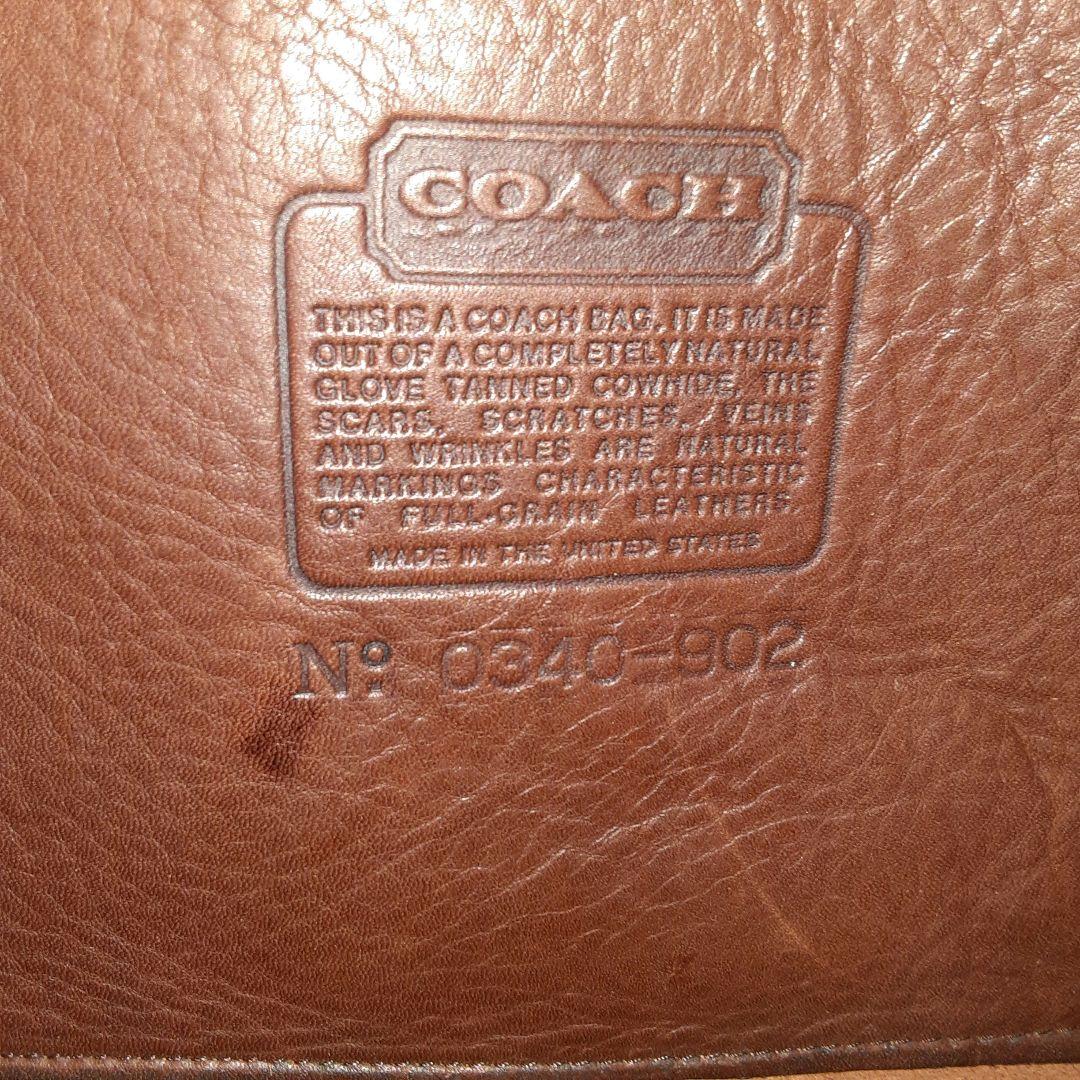 COACH
THIS IS A COACH BAG. IT IS MADE
OUT OF A COMPLETELY NATURAL
GLOVE TANNED COWHIDE. THE
SCARS, SCRATCHES, VEINS
AND WRINKLES ARE NATURAL
MARKINGS CHARACTERISTIC
OF FULL-GRAIN LEATHERS.
MADE IN THE UNITED STATES
No: 0340-902